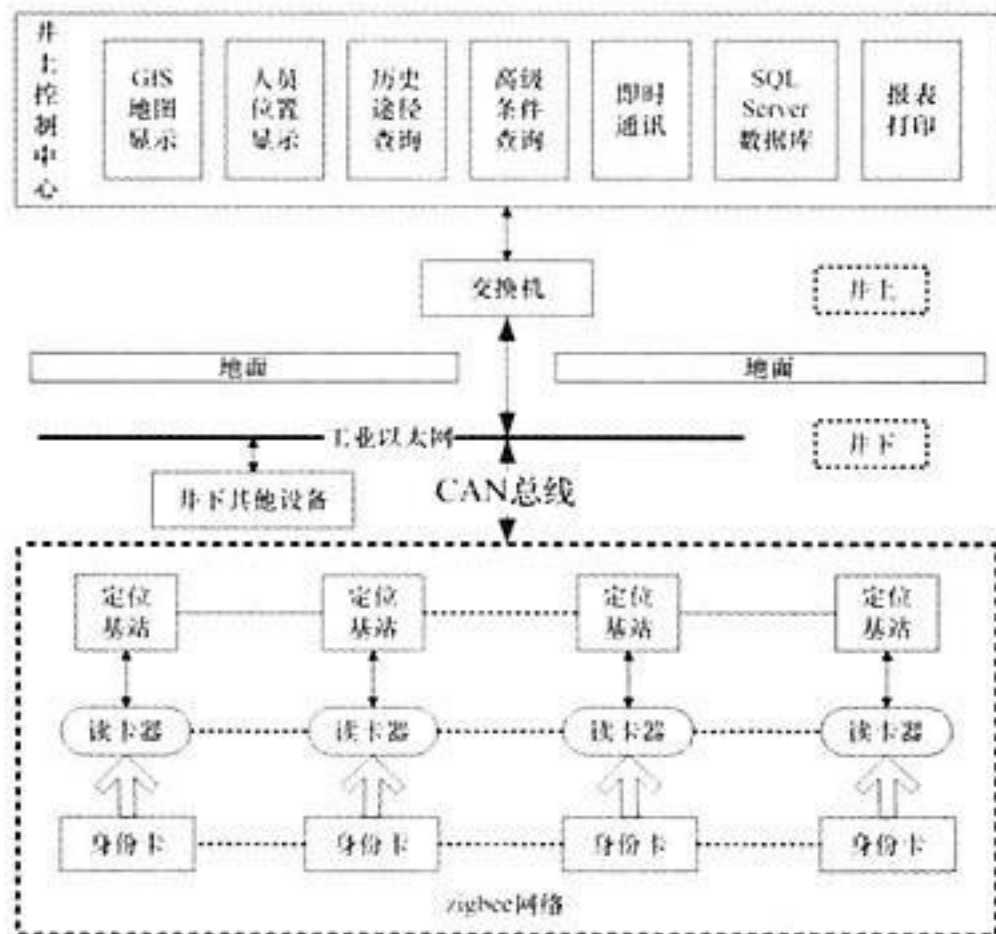 井上控制中心
GIS
地图
显示
人员
位置
显示
历史
途径
查询
高级
条件
查询
即时
通讯
SQL
Server
数据库
报表
打印
交换机
井上
地面
地面
工业以太网
井下
井下其他设备
CAN总线
定位
基站
定位
基站
定位
基站
定位
基站
读卡器
读卡器
读卡器
读卡器
身份卡
身份卡
身份卡
身份卡
zigbee网络